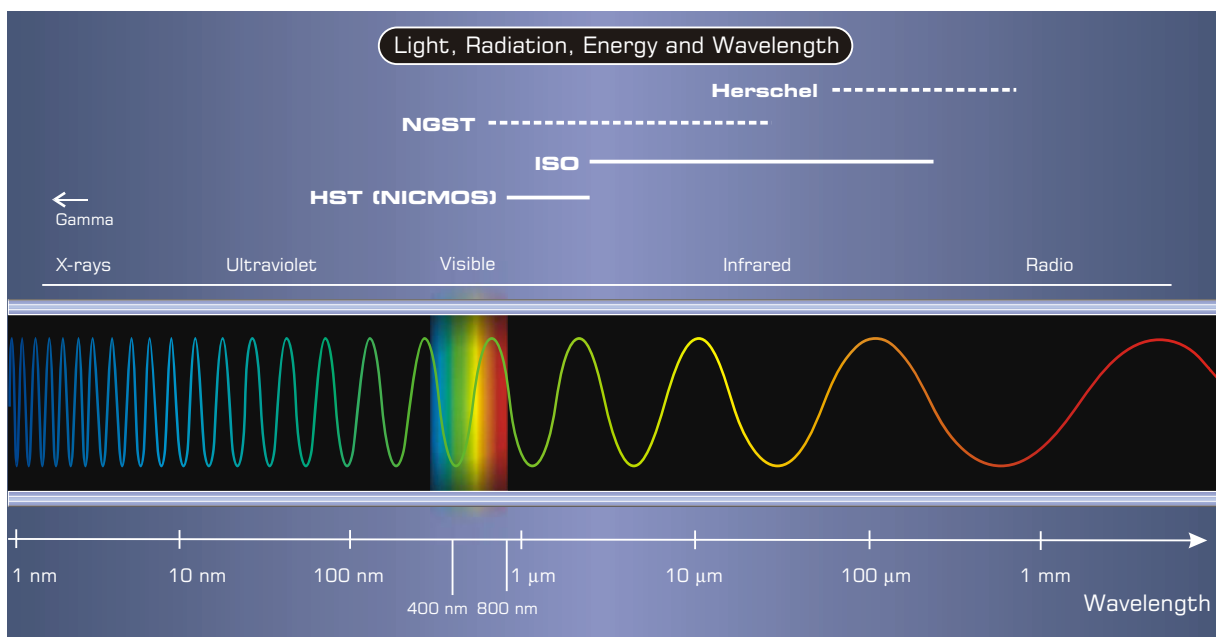 Light, Radiation, Energy and Wavelength
Herschel
NGST
ISO
HST (NICMOS)
Gamma
X-rays Ultraviolet Visible Infrared Radio
1 nm 10 nm 100 nm 1 µm 10 µm 100 µm 1 mm
400 nm 800 nm
Wavelength